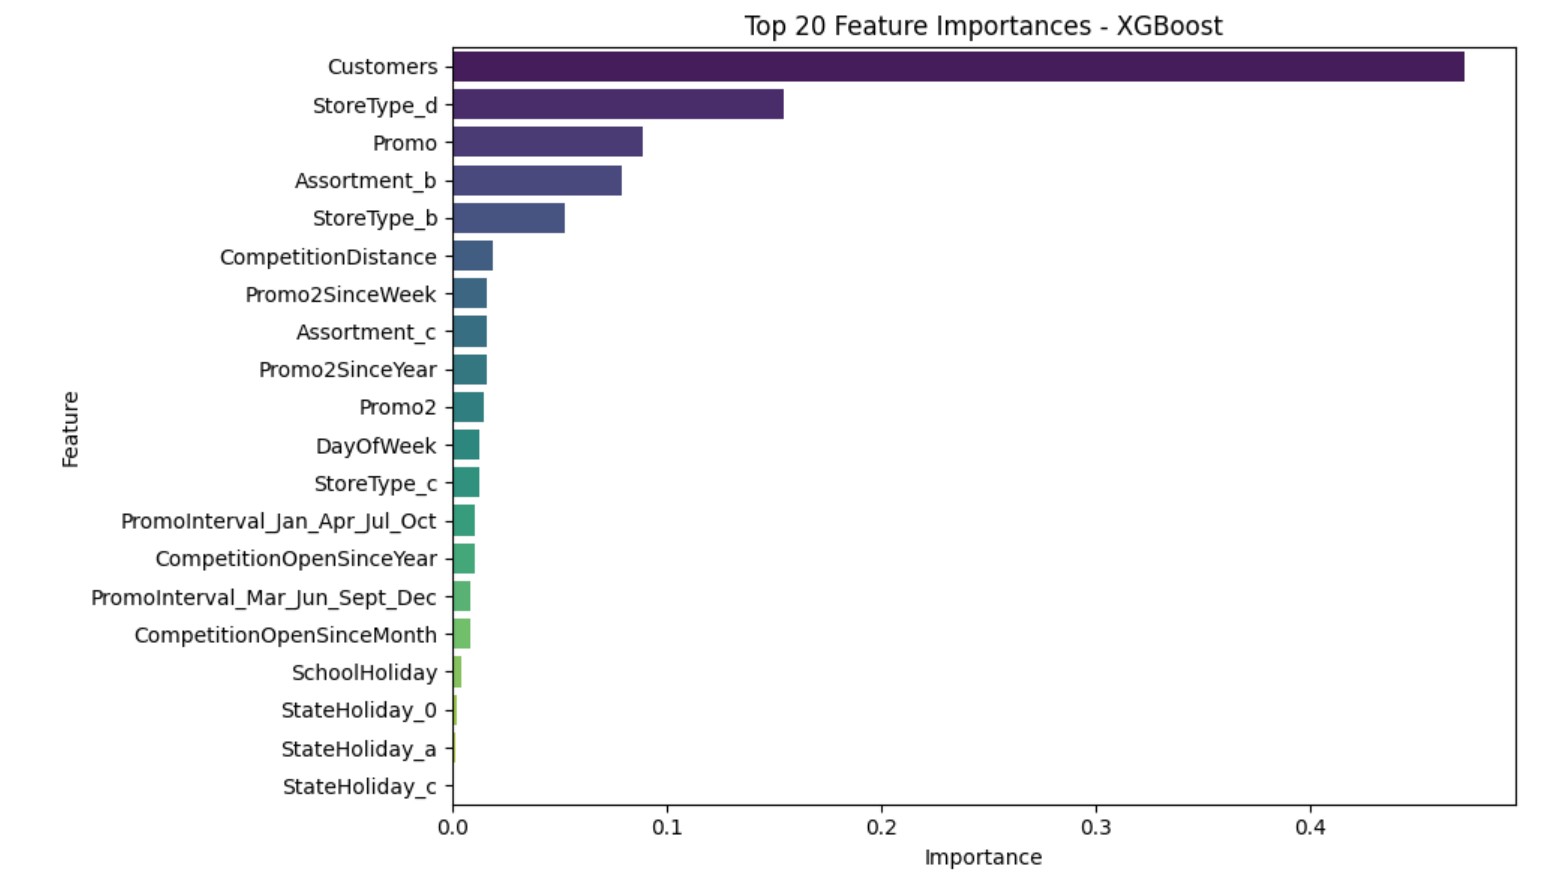 Top 20 Feature Importances - XGBoost
Customers
StoreType_d
Promo
Assortment_b
StoreType_b
CompetitionDistance
Promo2SinceWeek
Assortment_c
Promo2SinceYear
Promo2
DayOfWeek
StoreType_c
PromoInterval_Jan_Apr_Jul_Oct
CompetitionOpenSinceYear
PromoInterval_Mar_Jun_Sept_Dec
CompetitionOpenSinceMonth
SchoolHoliday
StateHoliday_0
StateHoliday_a
StateHoliday_c
Feature
0.0 0.1 0.2 0.3 0.4
Importance